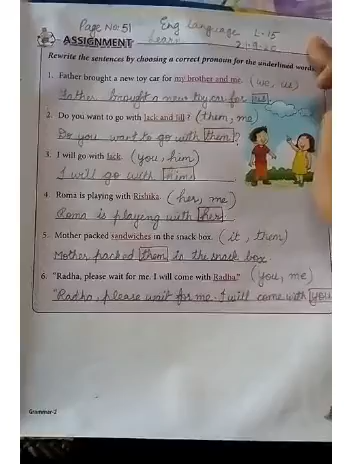 Page No: 51 Eng Language L-15
ASSIGNMENT Learn
Rewrite the sentences by choosing a correct pronoun for the underlined words.
1. Father brought a new toy car for my brother and me. (we, us)
Father brought a new toy car for us.
2. Do you want to go with Jack and Jill? (them, me)
Do you want to go with them?
3. I will go with Jack. (you, him)
I will go with him
4. Roma is playing with Rishika. (her, me)
Roma is playing with her.
5. Mother packed sandwiches in the snack box. (it, them)
Mother packed them in the snack box.
6. "Radha, please wait for me. I will come with Radha." (you, me)
"Radha, please wait for me. I will come with you
Grammar-2